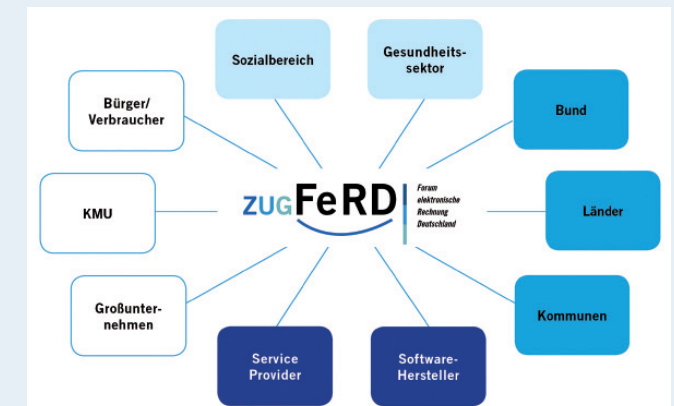 Sozialbereich
Gesundheits-
sektor
Bürger/
Verbraucher
Bund
KMU
ZUGFeRD
Forum
elektronische
Rechnung
Deutschland
Länder
Großunter-
nehmen
Kommunen
Service
Provider
Software-
Hersteller